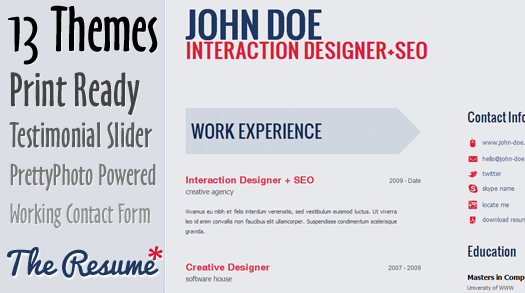 13 Themes
Print Ready
Testimonial Slider
PrettyPhoto Powered
Working Contact Form
The Resume*
JOHN DOE
INTERACTION DESIGNER+SEO
WORK EXPERIENCE
Interaction Designer + SEO 2009 - Date
creative agency
Vivamus eu nibh et felis interdum venenatis, sed vestibulum euismod luctus. Ut viverra
leo id enim convallis non faucibus elit ullamcorper. Suspendisse condimentum scelerisque
gravida.
Creative Designer 2007 - 2009
software house
Contact Info
www.john-doe.
hello@john-doe
twitter
skype name
locate me
download resum
Education
Masters in Comp
University of WWW